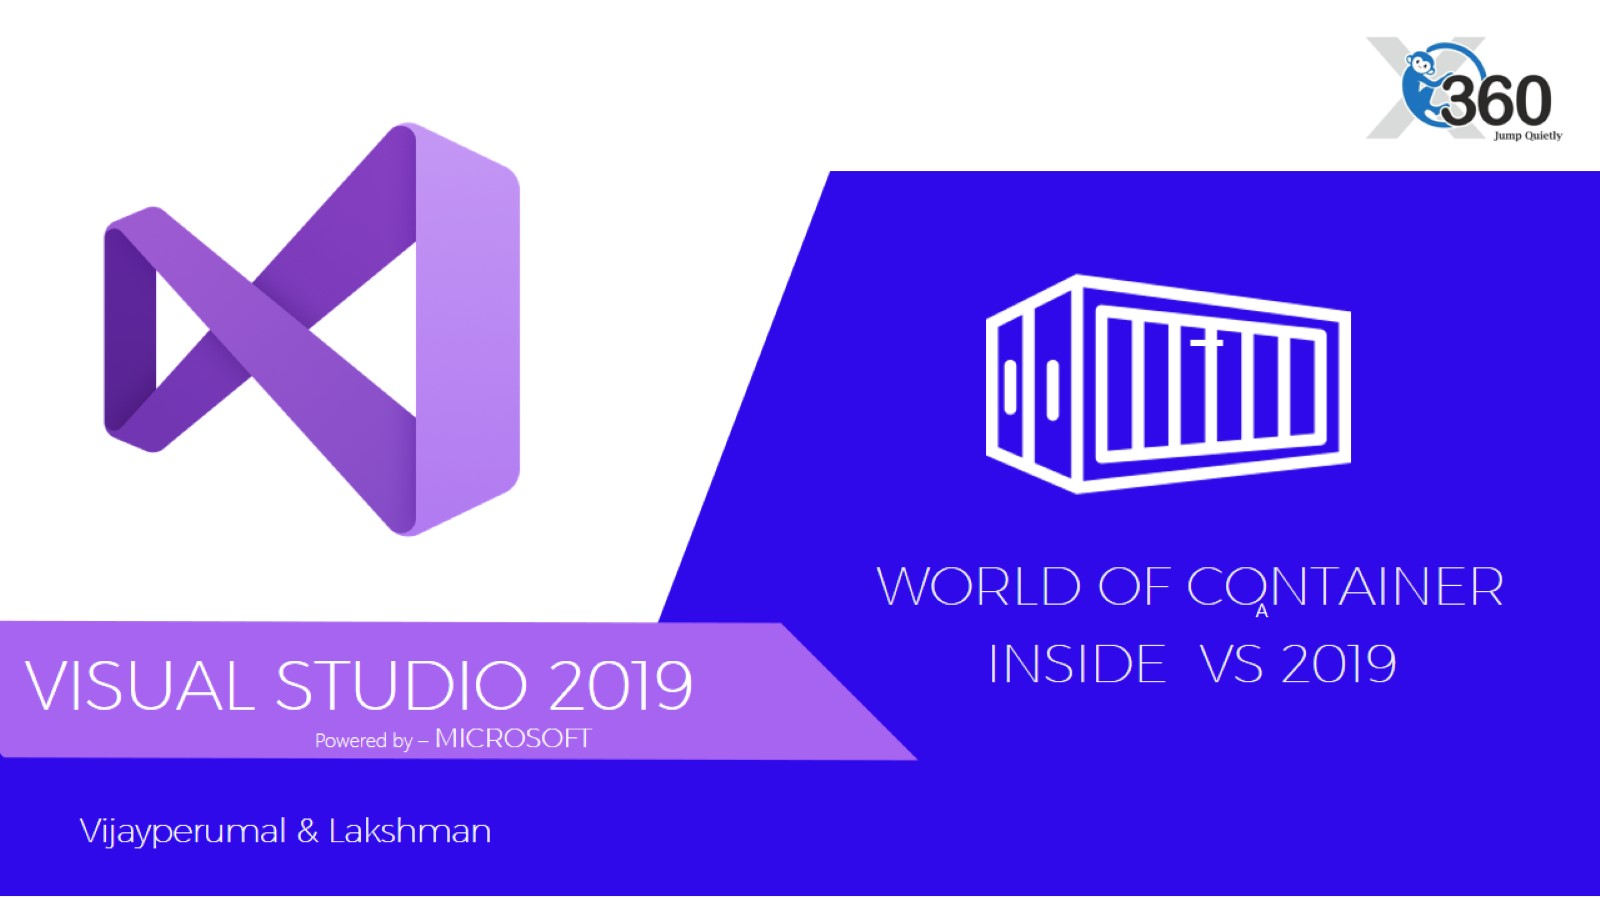 X
360
Jump Quietly
WORLD OF CONTAINER
A
INSIDE VS 2019
VISUAL STUDIO 2019
Powered by – MICROSOFT
Vijayperumal & Lakshman